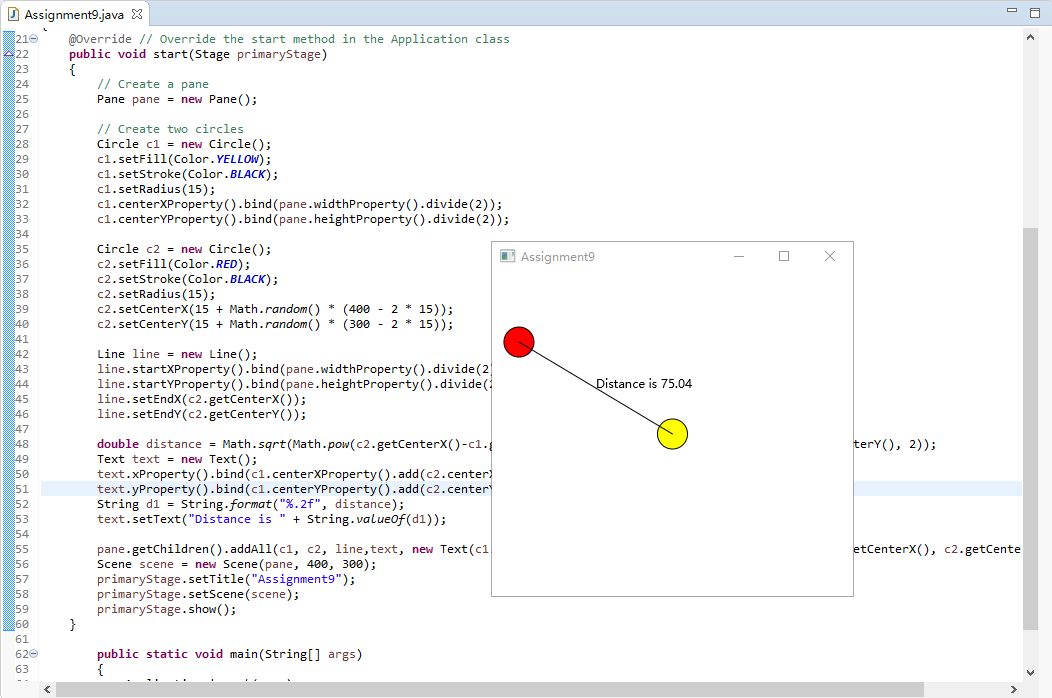 Assignment9.java
21 @Override // Override the start method in the Application class
22 public void start(Stage primaryStage)
23 {
24 // Create a pane
25 Pane pane = new Pane();
26
27 // Create two circles
28 Circle c1 = new Circle();
29 c1.setFill(Color.YELLOW);
30 c1.setStroke(Color.BLACK);
31 c1.setRadius(15);
32 c1.centerXProperty().bind(pane.widthProperty().divide(2));
33 c1.centerYProperty().bind(pane.heightProperty().divide(2));
34
35 Circle c2 = new Circle();
36 c2.setFill(Color.RED);
37 c2.setStroke(Color.BLACK);
38 c2.setRadius(15);
39 c2.setCenterX(15 + Math.random() * (400 - 2 * 15));
40 c2.setCenterY(15 + Math.random() * (300 - 2 * 15));
41
42 Line line = new Line();
43 line.startXProperty().bind(pane.widthProperty().divide(2)
44 line.startYProperty().bind(pane.heightProperty().divide(
45 line.setEndX(c2.getCenterX());
46 line.setEndY(c2.getCenterY());
47
48 double distance = Math.sqrt(Math.pow(c2.getCenterX()-c1. terY(), 2));
49 Text text = new Text();
50 text.xProperty().bind(c1.centerXProperty().add(c2.center
51 text.yProperty().bind(c1.centerYProperty().add(c2.center
52 String d1 = String.format("%.2f", distance);
53 text.setText("Distance is " + String.valueOf(d1));
54
55 pane.getChildren().addAll(c1, c2, line,text, new Text(c1. etCenterX(), c2.getCente
56 Scene scene = new Scene(pane, 400, 300);
57 primaryStage.setTitle("Assignment9");
58 primaryStage.setScene(scene);
59 primaryStage.show();
60 }
61
62 public static void main(String[] args)
63 {
Assignment9
Distance is 75.04